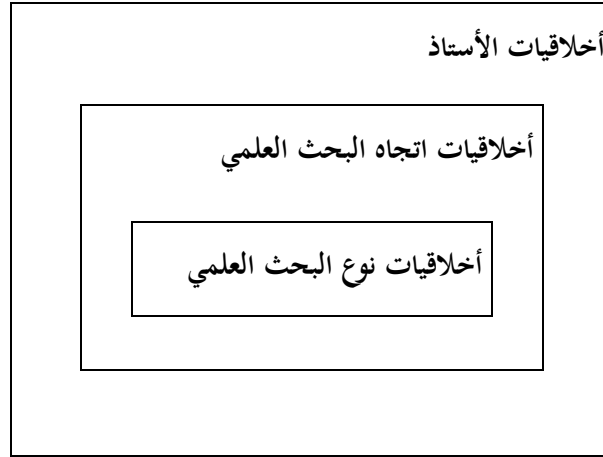 أخلاقيات الأستاذ
أخلاقيات اتجاه البحث العلمي
أخلاقيات نوع البحث العلمي